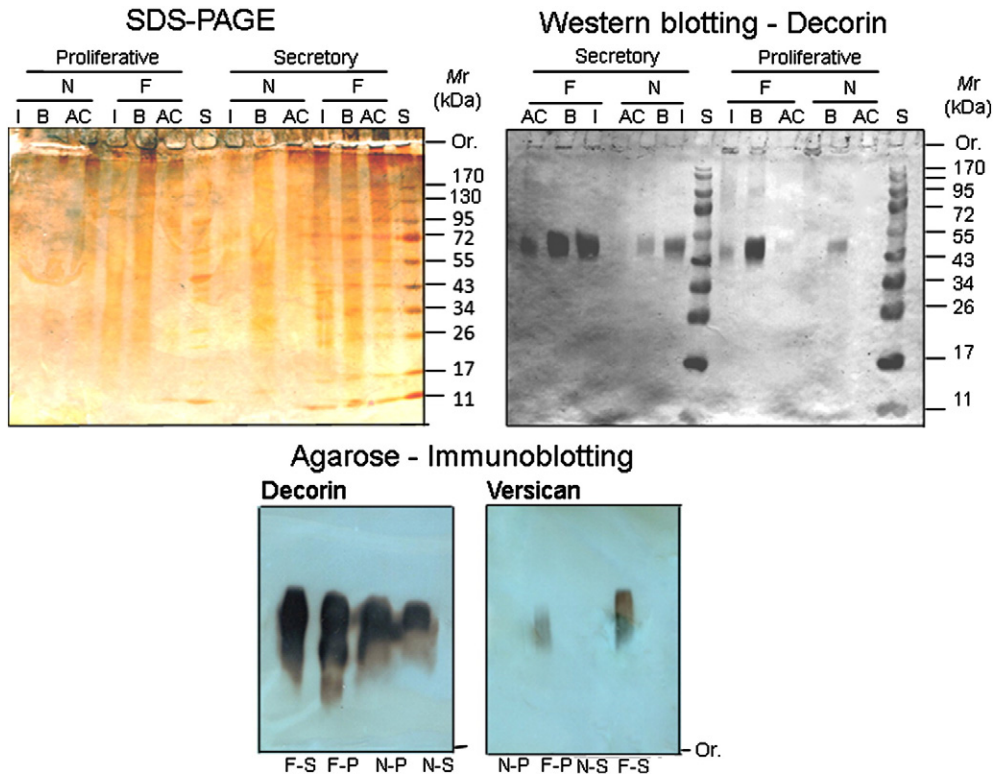 SDS-PAGE
Proliferative Secretory
N F N F
I B AC I B AC S I B AC I B AC S
Mr
(kDa)
Or.
170
130
95
72
55
43
34
26
17
11
Western blotting - Decorin
Secretory Proliferative
F N F N
AC B I AC B I S I B AC B AC S
Mr
(kDa)
Or.
170
95
72
55
43
34
26
17
11
Agarose - Immunoblotting
Decorin Versican
Or.
F-S F-P N-P N-S N-P F-P N-S F-S